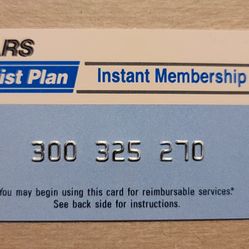 ARS
ist Plan
Instant Membership
300 325 270
You may begin using this card for reimbursable services.*
See back side for instructions.